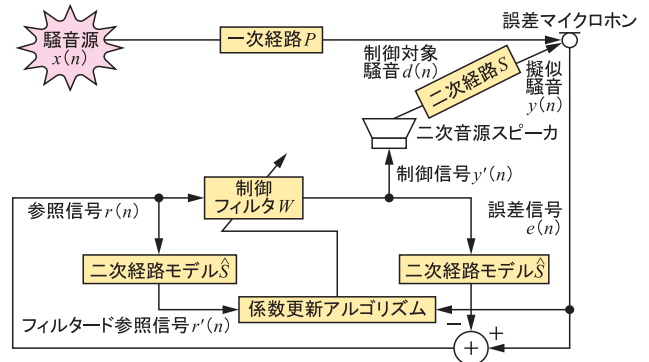 騒音源
x(n)
一次経路P
誤差マイクロホン
制御対象
騒音d(n)
二次経路S
擬似
騒音
y(n)
二次音源スピーカ
制御信号y′(n)
参照信号r(n)
制御
フィルタW
誤差信号
e(n)
二次経路モデルŜ
二次経路モデルŜ
係数更新アルゴリズム
フィルタード参照信号r′(n)
−
+
+